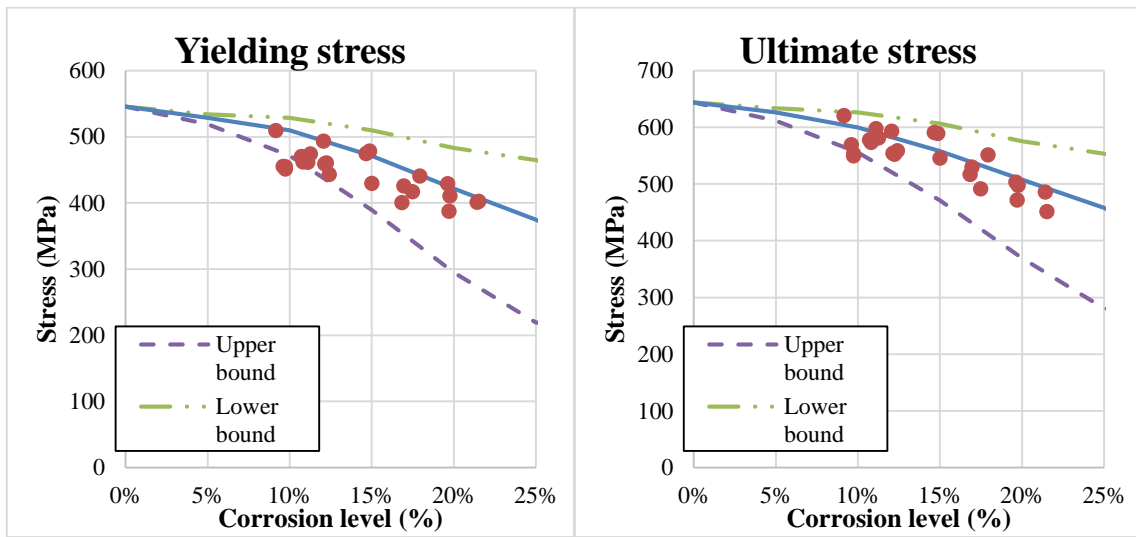 Yielding stress
600
500
400
300
200
100
0
Stress (MPa)
Upper
bound
Lower
bound
0% 5% 10% 15% 20% 25%
Corrosion level (%)
Ultimate stress
700
600
500
400
300
200
100
0
Stress (MPa)
Upper
bound
Lower
bound
0% 5% 10% 15% 20% 25%
Corrosion level (%)